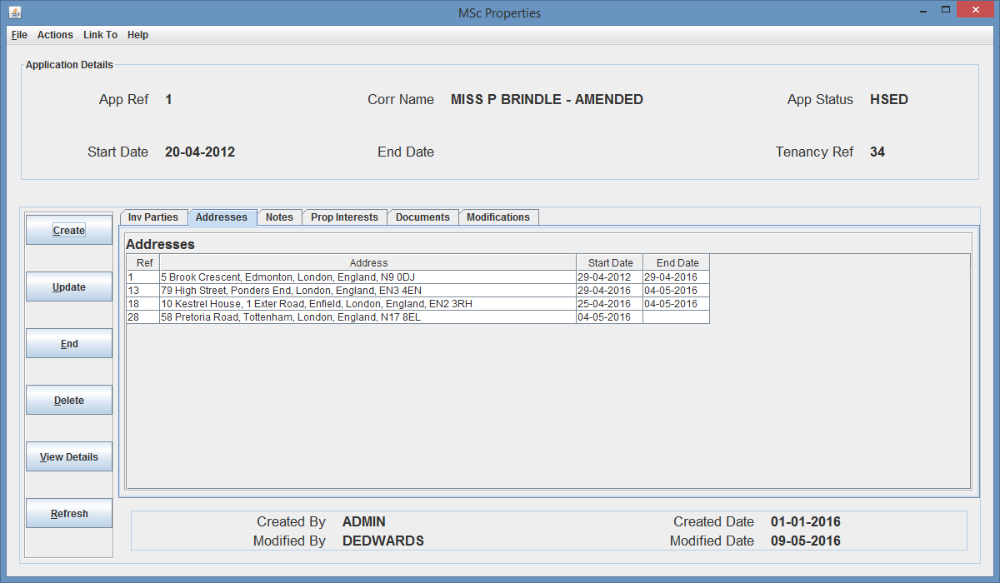 MSc Properties
File Actions Link To Help
Application Details
App Ref 1 Corr Name MISS P BRINDLE - AMENDED App Status HSED
Start Date 20-04-2012 End Date Tenancy Ref 34
Create
Update
End
Delete
View Details
Refresh
Inv Parties Addresses Notes Prop Interests Documents Modifications
Addresses
Ref Address Start Date End Date
1 5 Brook Crescent, Edmonton, London, England, N9 0DJ 29-04-2012 29-04-2016
13 79 High Street, Ponders End, London, England, EN3 4EN 29-04-2016 04-05-2016
18 10 Kestrel House, 1 Exter Road, Enfield, London, England, EN2 3RH 25-04-2016 04-05-2016
28 58 Pretoria Road, Tottenham, London, England, N17 8EL 04-05-2016
Created By ADMIN Created Date 01-01-2016
Modified By DEDWARDS Modified Date 09-05-2016